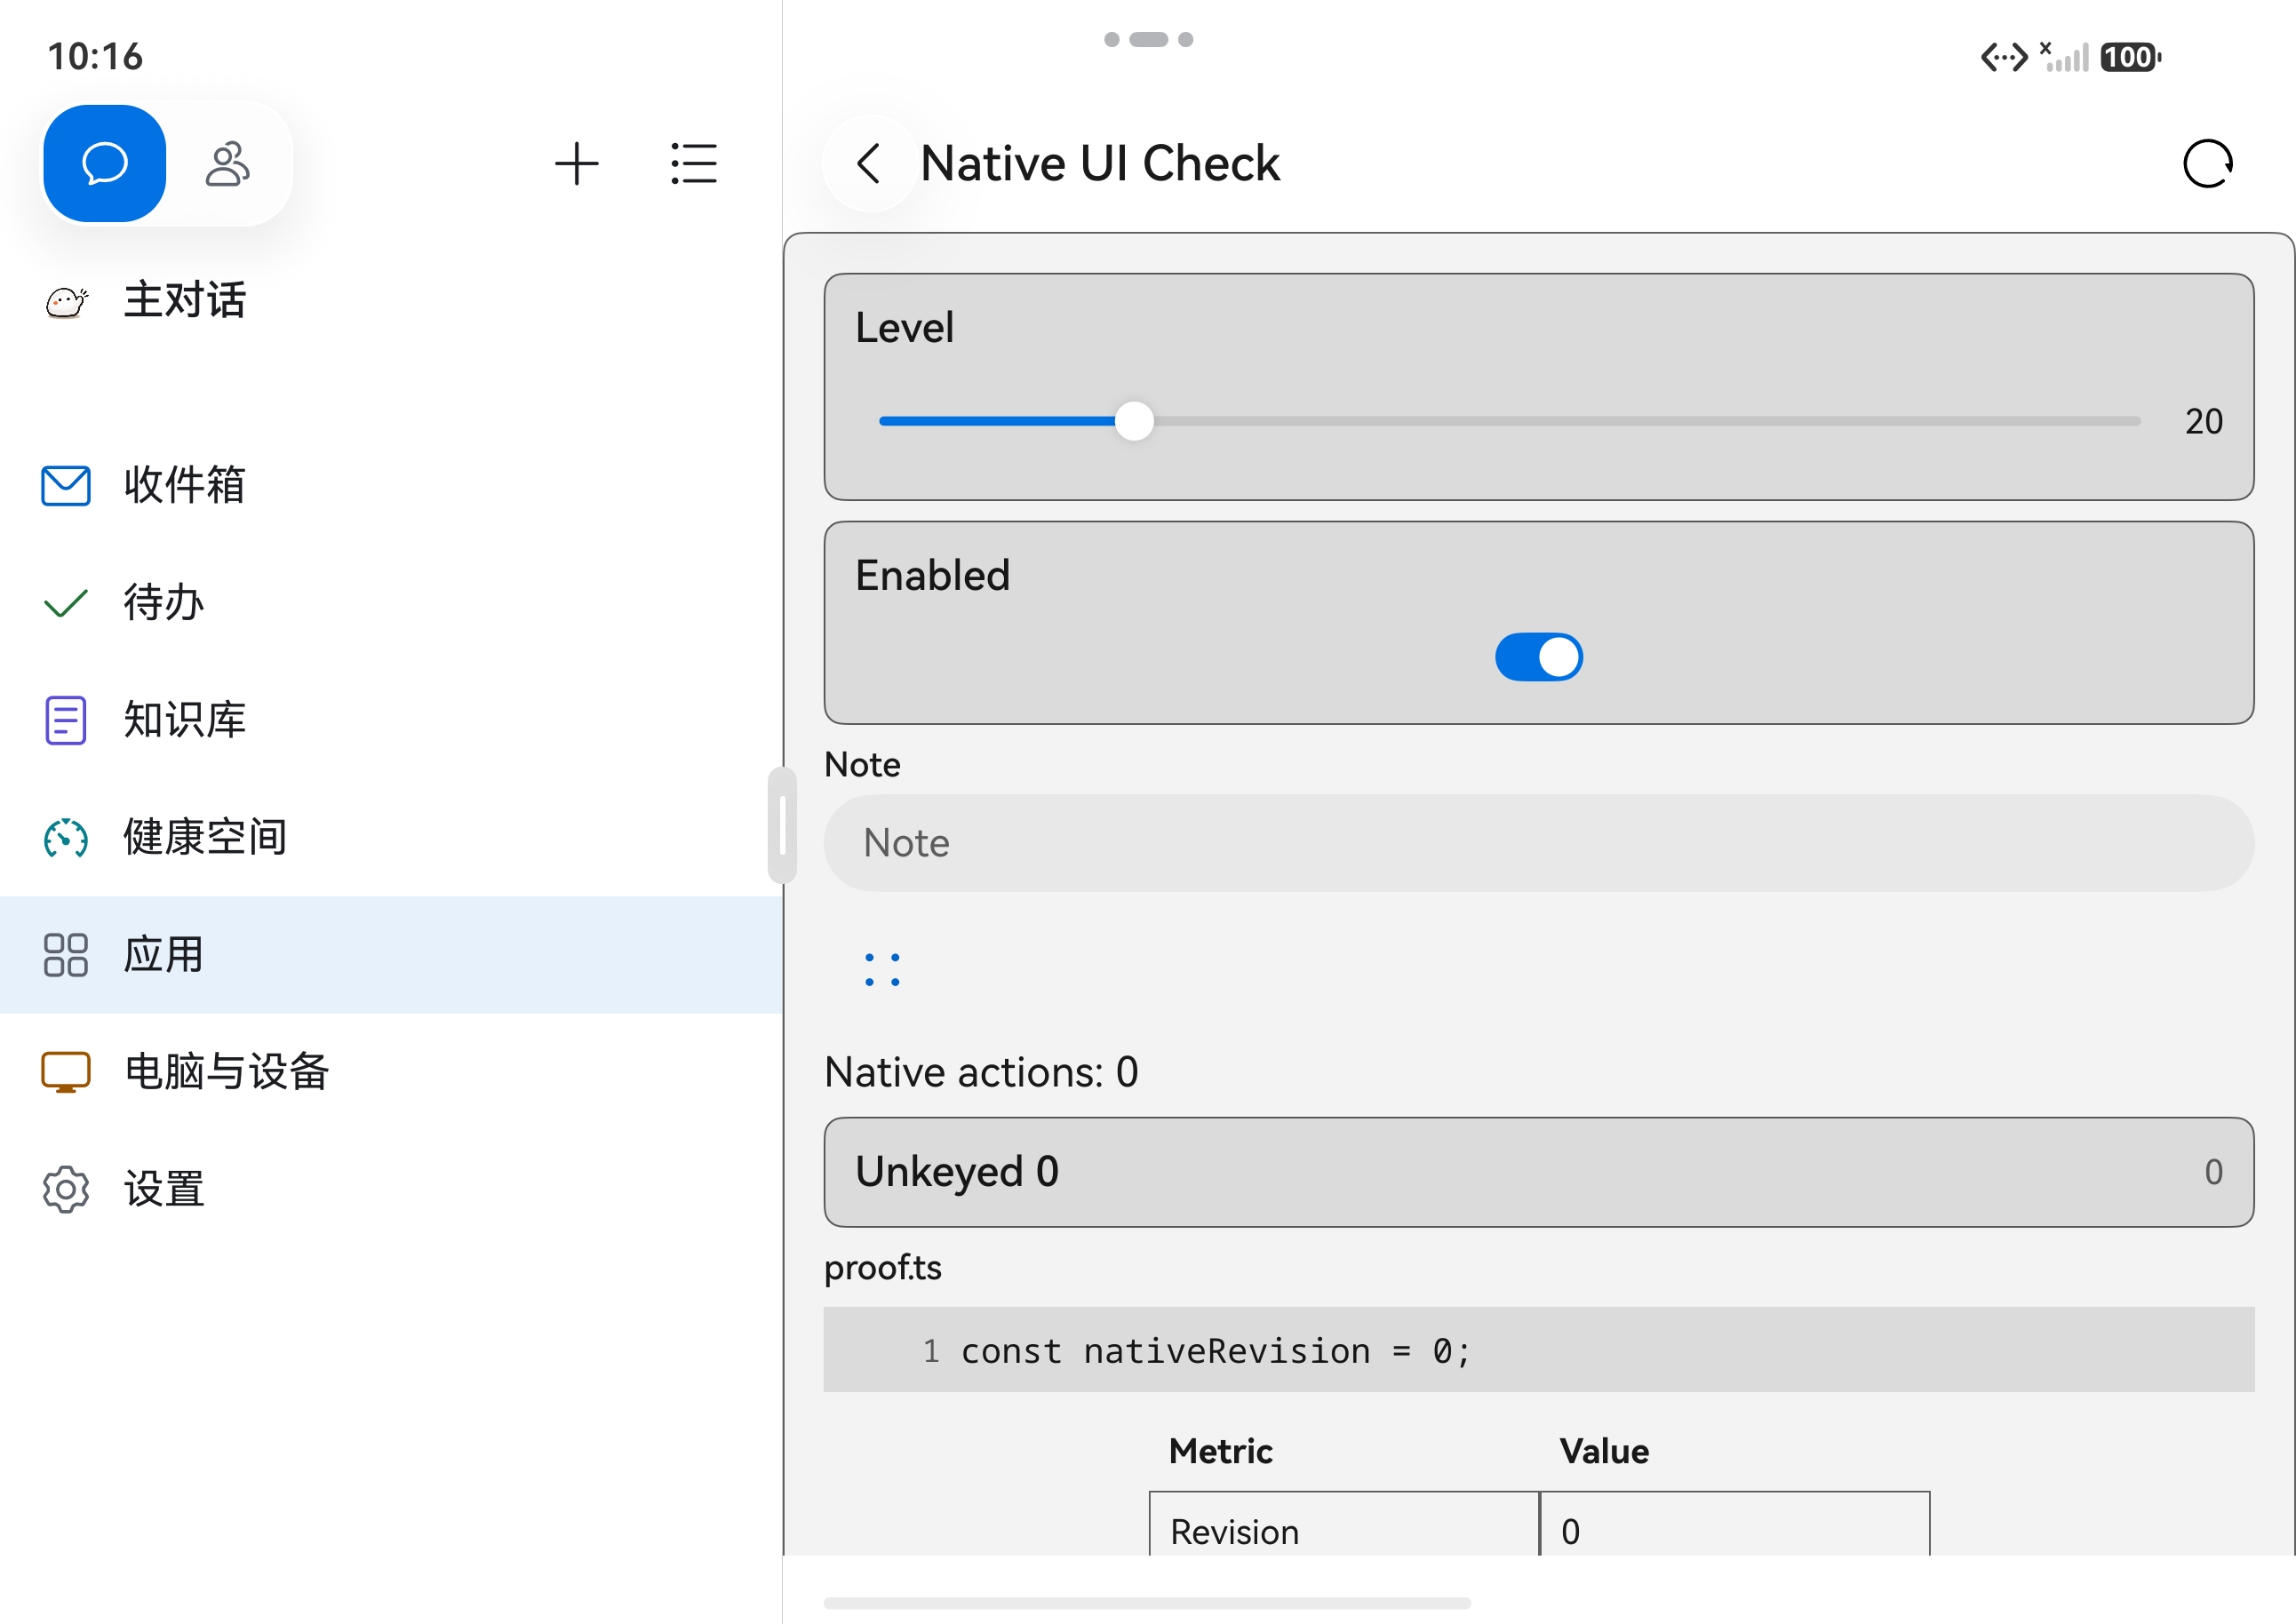 10:16
100
Native UI Check
主对话
收件箱
待办
知识库
健康空间
应用
电脑与设备
设置
Level
20
Enabled
Note
Note
Native actions: 0
Unkeyed 0 0
proof.ts
1 const nativeRevision = 0;
Metric Value
Revision 0